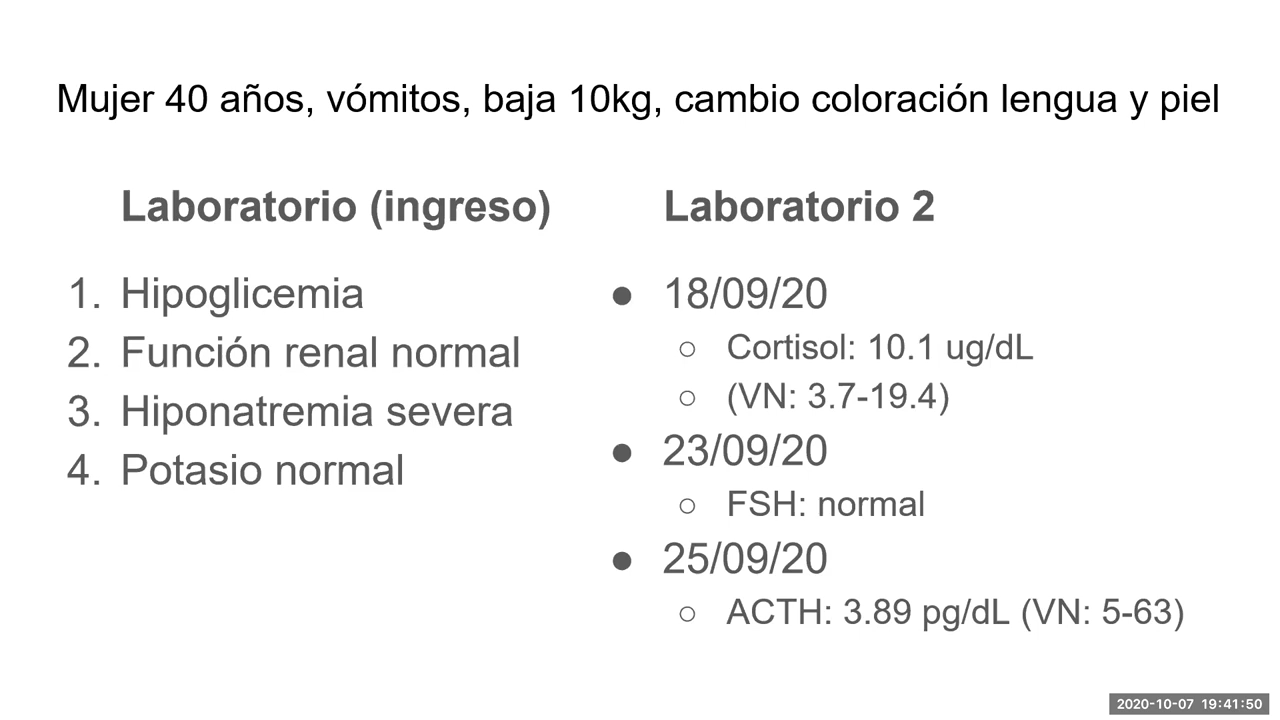 Mujer 40 años, vómitos, baja 10kg, cambio coloración lengua y piel
Laboratorio (ingreso)
1. Hipoglicemia
2. Función renal normal
3. Hiponatremia severa
4. Potasio normal
Laboratorio 2
● 18/09/20
○ Cortisol: 10.1 ug/dL
○ (VN: 3.7-19.4)
● 23/09/20
○ FSH: normal
● 25/09/20
○ ACTH: 3.89 pg/dL (VN: 5-63)
2020-10-07 19:41:50